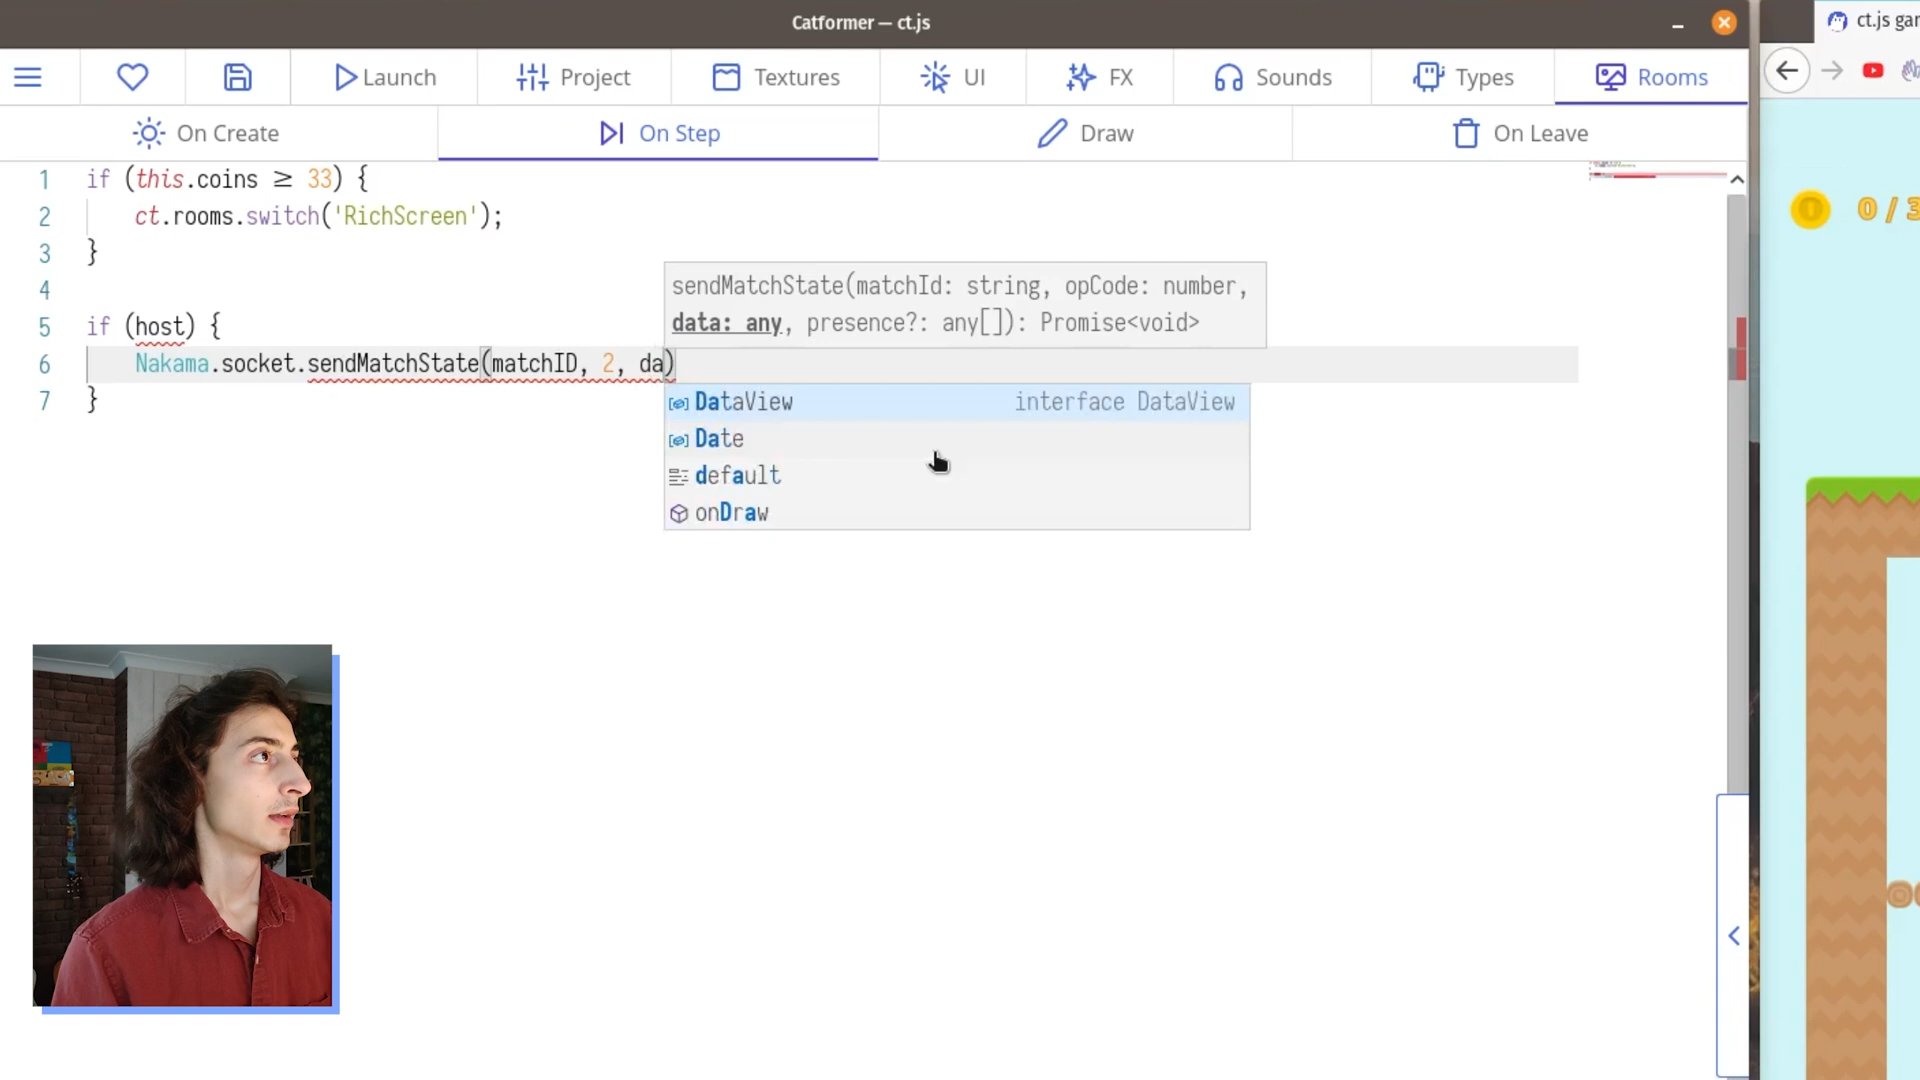 Catformer — ct.js
ct.js gam
Launch
Project
Textures
UI
FX
Sounds
Types
Rooms
On Create
On Step
Draw
On Leave
1 if (this.coins ≥ 33) {
2 ct.rooms.switch('RichScreen');
3 }
4
5 if (host) {
6 Nakama.socket.sendMatchState(matchID, 2, da)
7 }
sendMatchState(matchId: string, opCode: number,
data: any, presence?: any[]): Promise<void>
DataView interface DataView
Date
default
onDraw
0 / 3